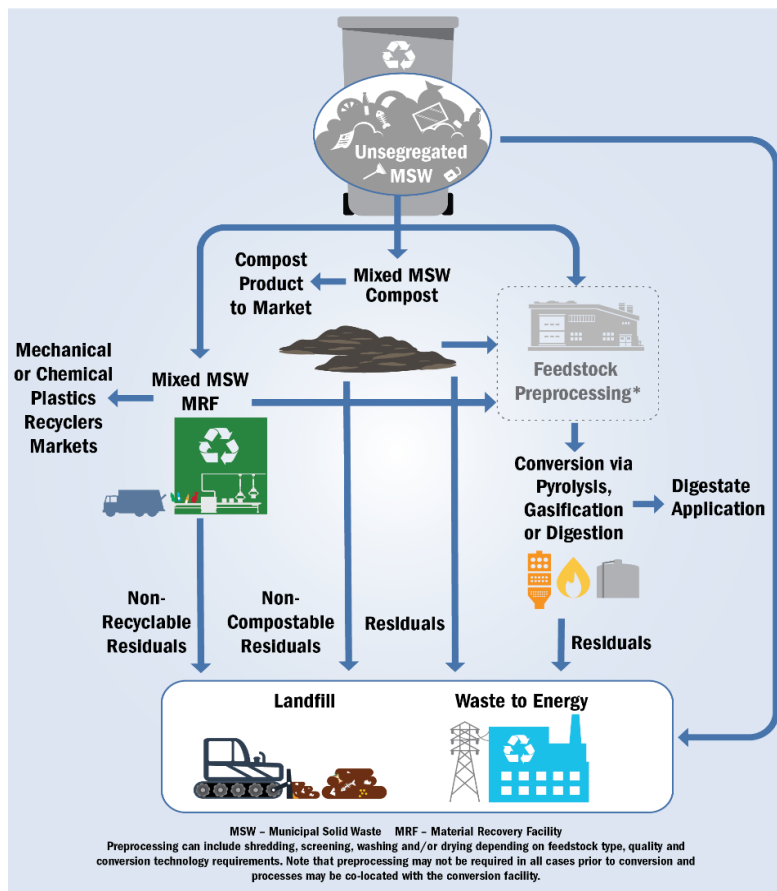 Unsegregated
MSW
Compost
Product
to Market
Mixed MSW
Compost
Mechanical
or Chemical
Plastics
Recyclers
Markets
Mixed MSW
MRF
Feedstock
Preprocessing*
Conversion via
Pyrolysis,
Gasification
or Digestion
Digestate
Application
Non-
Recyclable
Residuals
Non-
Compostable
Residuals
Residuals
Residuals
Landfill
Waste to Energy
MSW – Municipal Solid Waste MRF – Material Recovery Facility
Preprocessing can include shredding, screening, washing and/or drying depending on feedstock type, quality and
conversion technology requirements. Note that preprocessing may not be required in all cases prior to conversion and
processes may be co-located with the conversion facility.